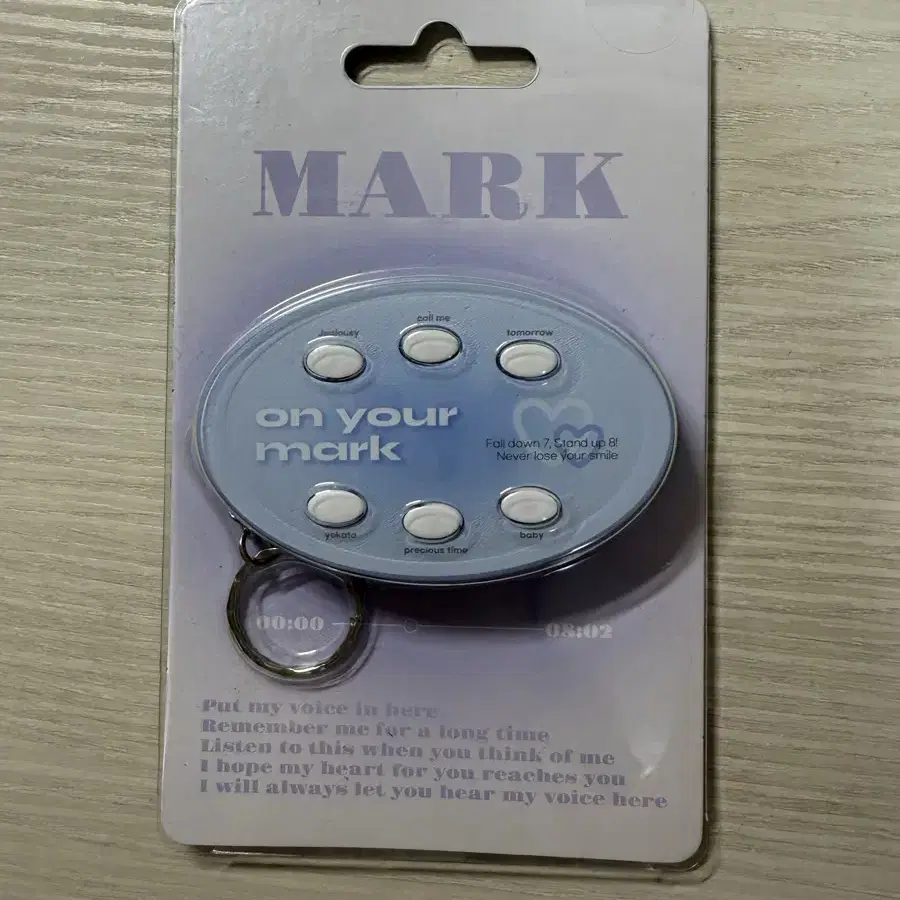 MARK
jealousy
call me
tomorrow
on your
mark
Fall down 7, Stand up 8!
Never lose your smile
yokato
precious time
baby
00:00
08:02
Put my voice in here
Remember me for a long time
Listen to this when you think of me
I hope my heart for you reaches you
I will always let you hear my voice here